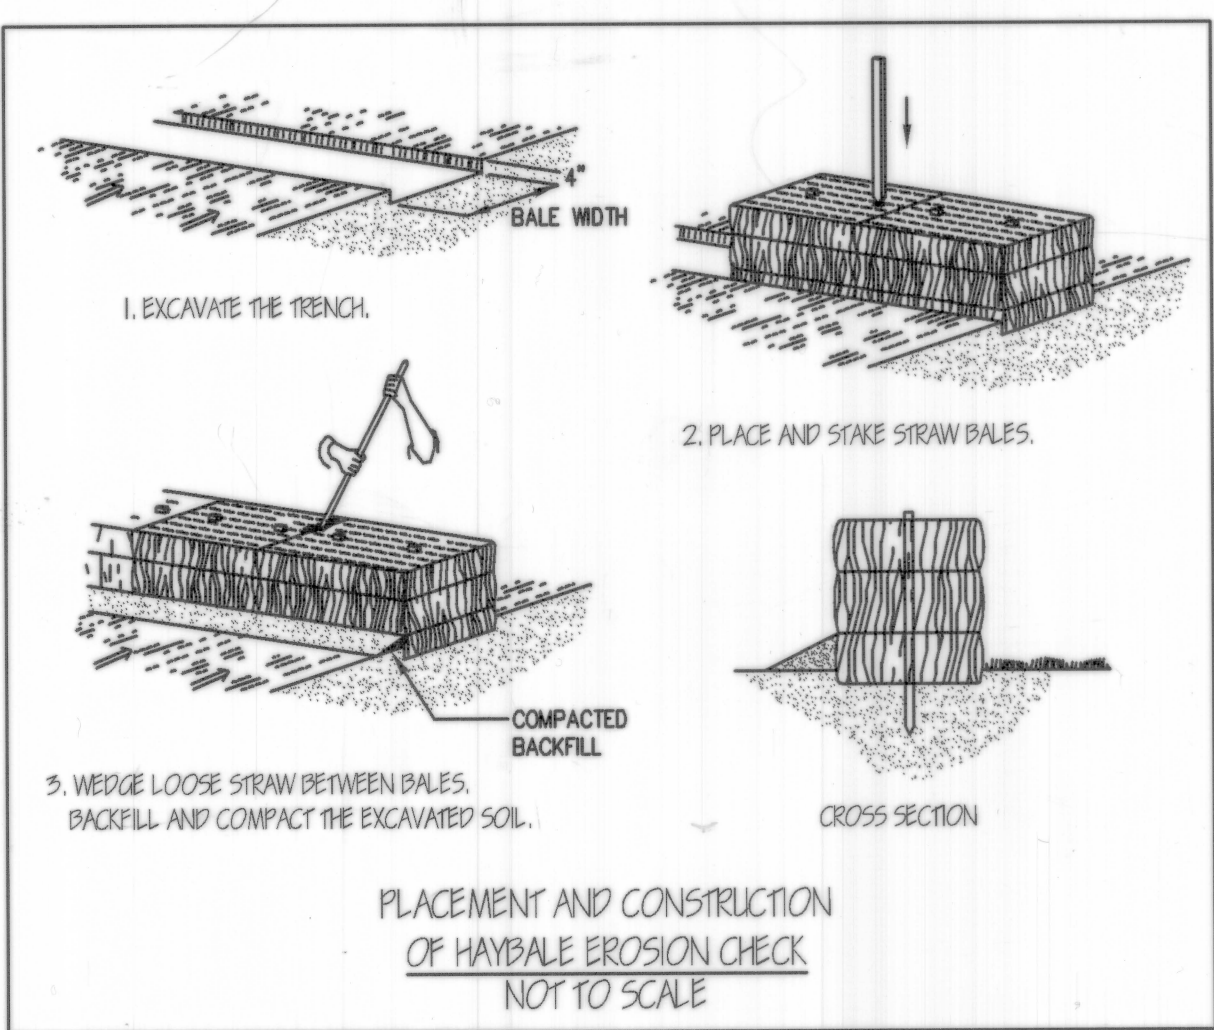 4"
BALE WIDTH
1. EXCAVATE THE TRENCH.
2. PLACE AND STAKE STRAW BALES.
COMPACTED
BACKFILL
3. WEDGE LOOSE STRAW BETWEEN BALES.
BACKFILL AND COMPACT THE EXCAVATED SOIL.
CROSS SECTION
PLACEMENT AND CONSTRUCTION
OF HAYBALE EROSION CHECK
NOT TO SCALE